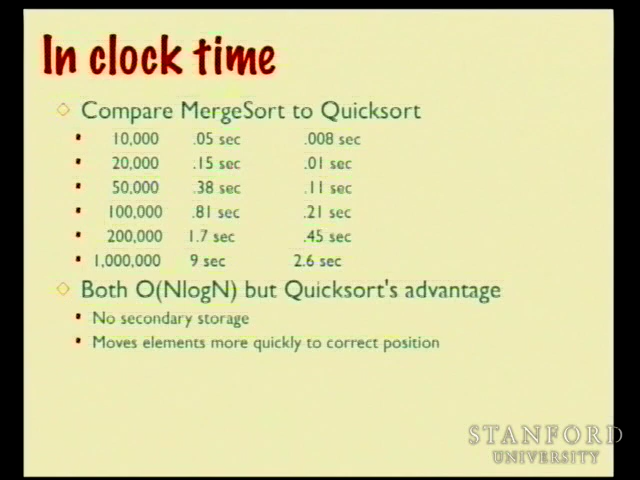 In clock time
Compare MergeSort to Quicksort
10,000 .05 sec .008 sec
20,000 .15 sec .01 sec
50,000 .38 sec .11 sec
100,000 .81 sec .21 sec
200,000 1.7 sec .45 sec
1,000,000 9 sec 2.6 sec
Both O(NlogN) but Quicksort's advantage
No secondary storage
Moves elements more quickly to correct position
STANFORD
UNIVERSITY